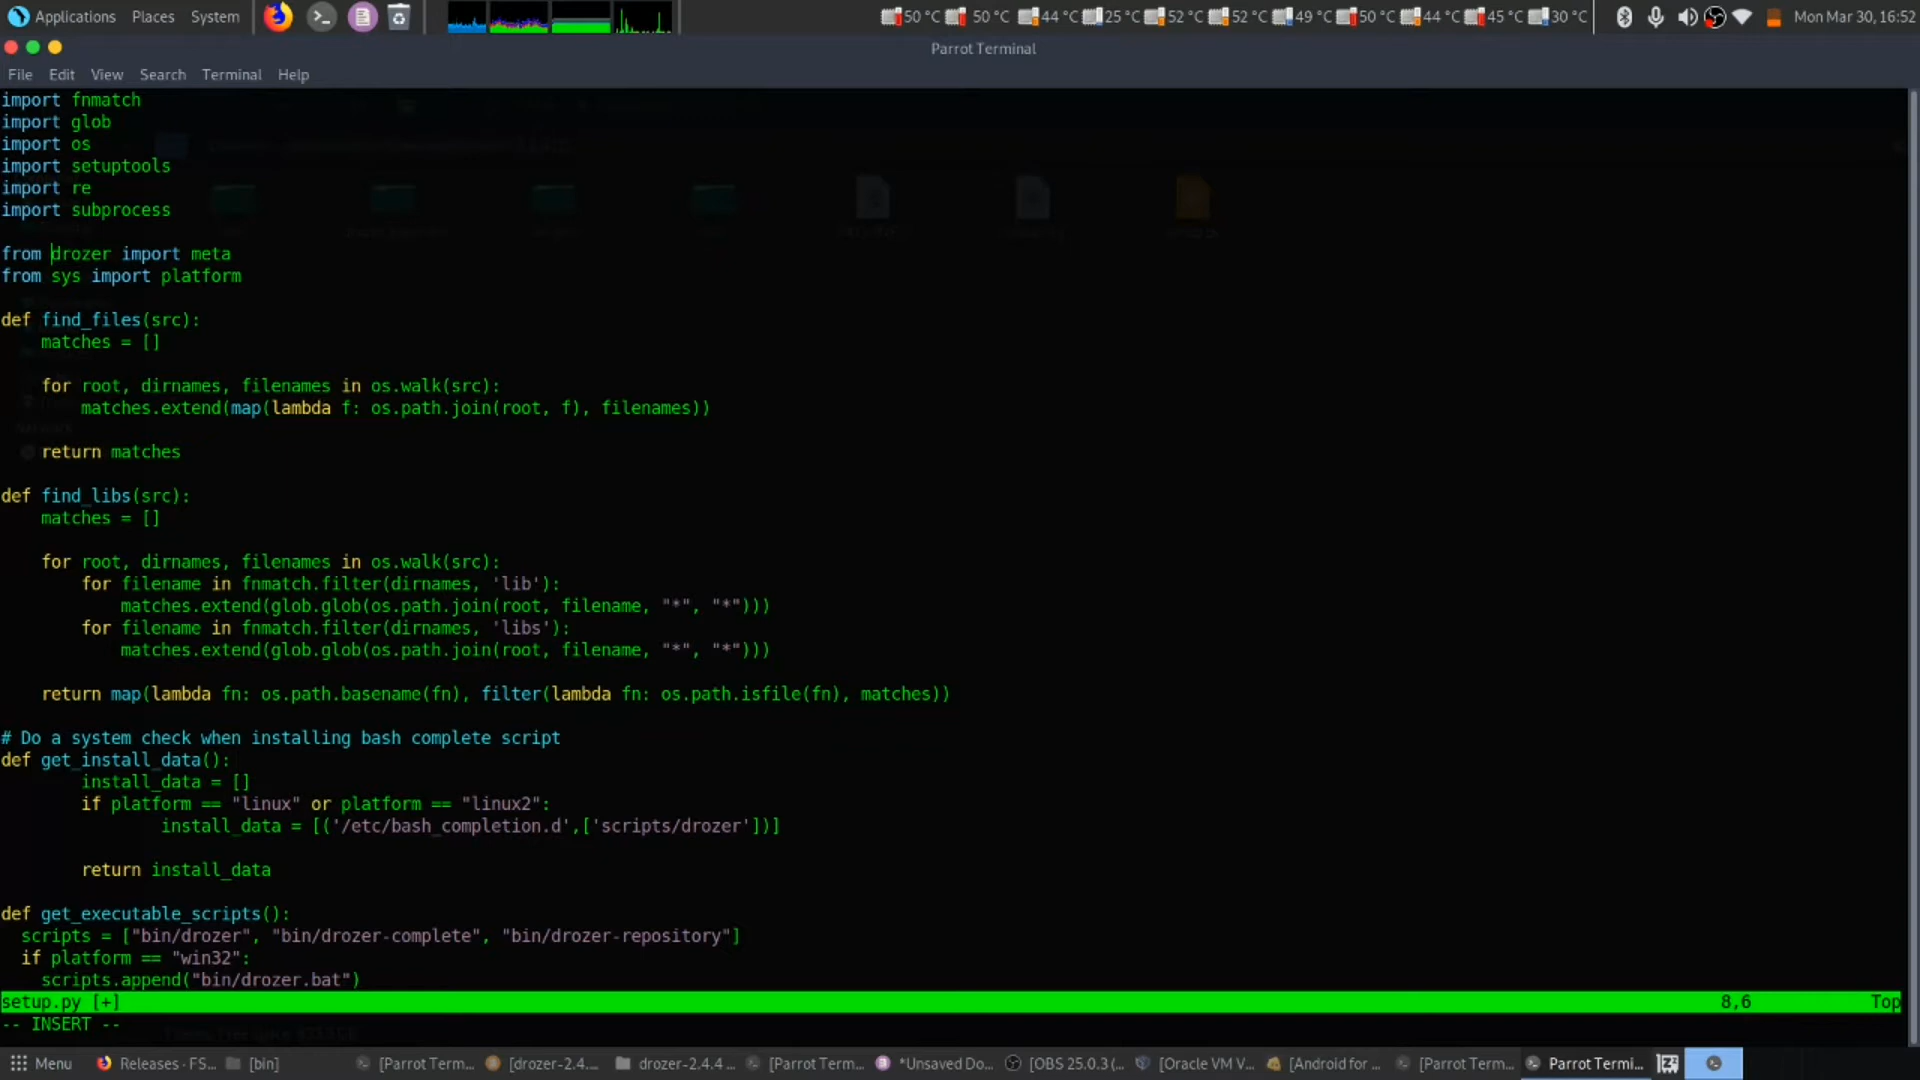 Applications Places System 50 °C 50 °C 44 °C 25 °C 52 °C 52 °C 49 °C 50 °C 44 °C 45 °C 30 °C Mon Mar 30, 16:52
Parrot Terminal
File Edit View Search Terminal Help
import fnmatch
import glob
import os
import setuptools
import re
import subprocess
from drozer import meta
from sys import platform
def find_files(src):
    matches = []
    for root, dirnames, filenames in os.walk(src):
        matches.extend(map(lambda f: os.path.join(root, f), filenames))
    return matches
def find_libs(src):
    matches = []
    for root, dirnames, filenames in os.walk(src):
        for filename in fnmatch.filter(dirnames, 'lib'):
            matches.extend(glob.glob(os.path.join(root, filename, "*", "*")))
        for filename in fnmatch.filter(dirnames, 'libs'):
            matches.extend(glob.glob(os.path.join(root, filename, "*", "*")))
    return map(lambda fn: os.path.basename(fn), filter(lambda fn: os.path.isfile(fn), matches))
# Do a system check when installing bash complete script
def get_install_data():
        install_data = []
        if platform == "linux" or platform == "linux2":
                install_data = [('/etc/bash_completion.d',['scripts/drozer'])]
        return install_data
def get_executable_scripts():
  scripts = ["bin/drozer", "bin/drozer-complete", "bin/drozer-repository"]
  if platform == "win32":
    scripts.append("bin/drozer.bat")
setup.py [+] 8,6 Top
-- INSERT --
Menu Releases · FS... [bin] [Parrot Term... [drozer-2.4.... drozer-2.4.4 ... [Parrot Term... *Unsaved Do... [OBS 25.0.3 (... [Oracle VM V... [Android for ... [Parrot Term... Parrot Termi...